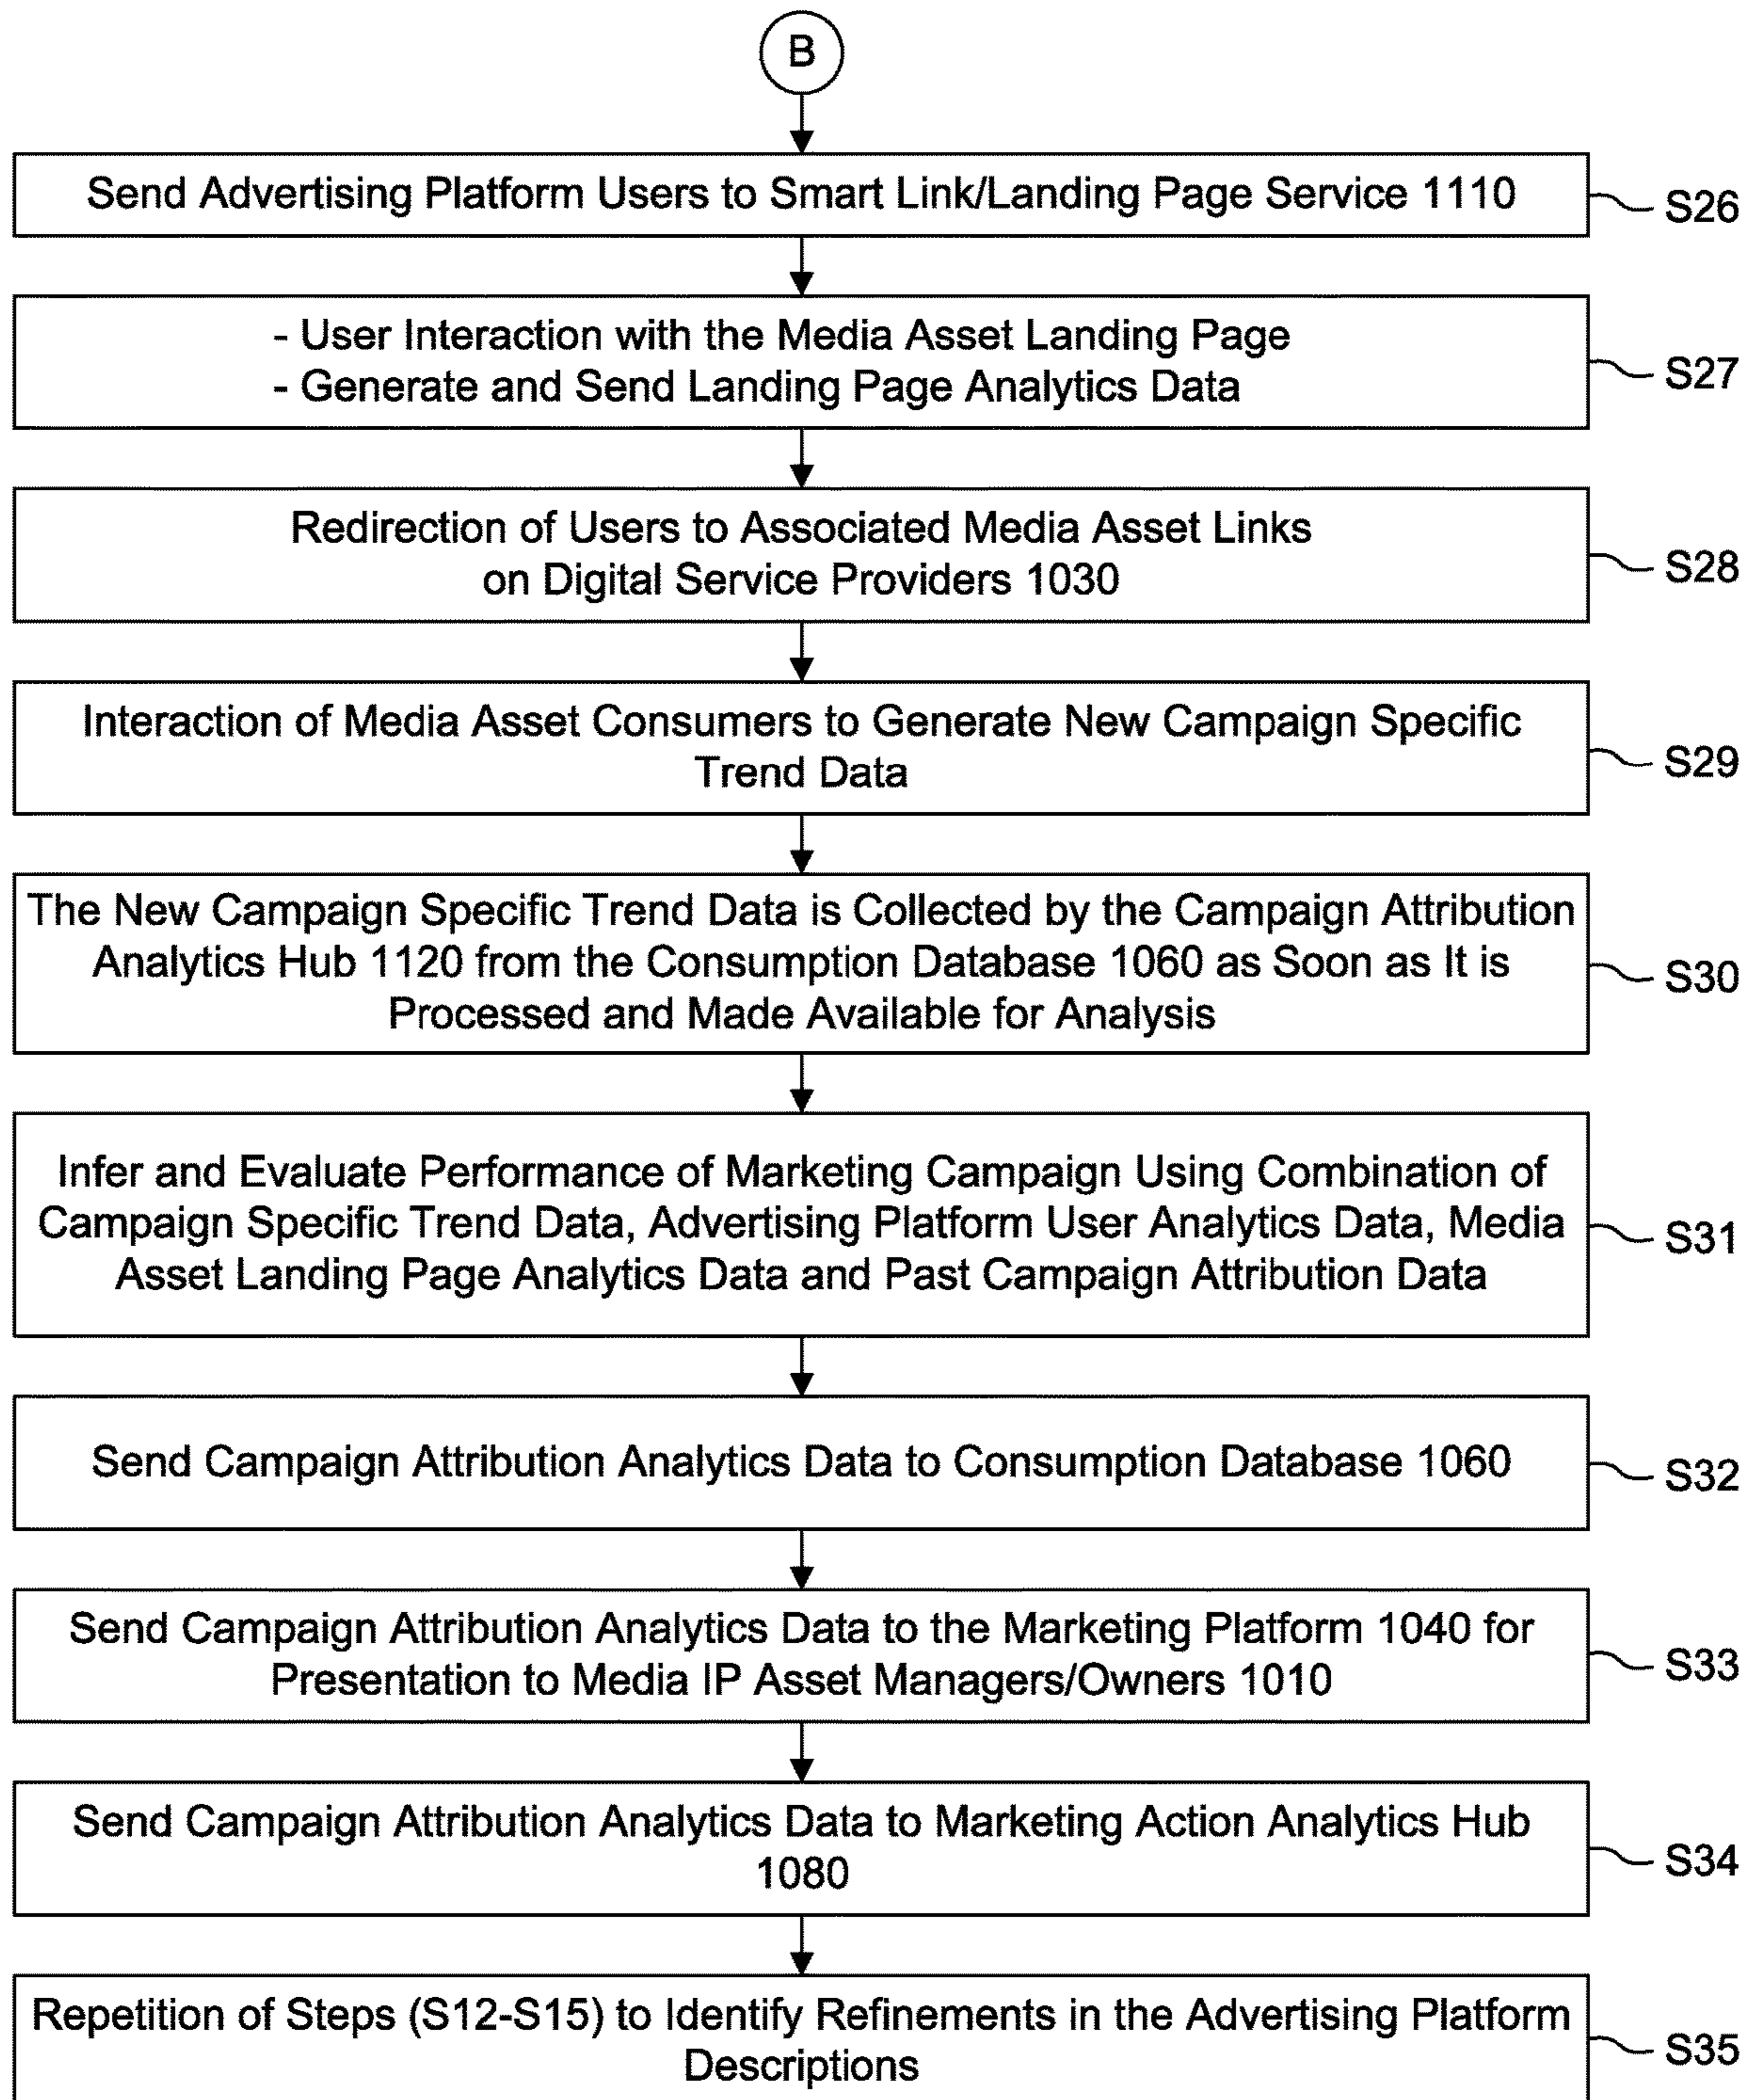 B
Send Advertising Platform Users to Smart Link/Landing Page Service 1110
S26
- User Interaction with the Media Asset Landing Page
- Generate and Send Landing Page Analytics Data
S27
Redirection of Users to Associated Media Asset Links
on Digital Service Providers 1030
S28
Interaction of Media Asset Consumers to Generate New Campaign Specific
Trend Data
S29
The New Campaign Specific Trend Data is Collected by the Campaign Attribution
Analytics Hub 1120 from the Consumption Database 1060 as Soon as It is
Processed and Made Available for Analysis
S30
Infer and Evaluate Performance of Marketing Campaign Using Combination of
Campaign Specific Trend Data, Advertising Platform User Analytics Data, Media
Asset Landing Page Analytics Data and Past Campaign Attribution Data
S31
Send Campaign Attribution Analytics Data to Consumption Database 1060
S32
Send Campaign Attribution Analytics Data to the Marketing Platform 1040 for
Presentation to Media IP Asset Managers/Owners 1010
S33
Send Campaign Attribution Analytics Data to Marketing Action Analytics Hub
1080
S34
Repetition of Steps (S12-S15) to Identify Refinements in the Advertising Platform
Descriptions
S35